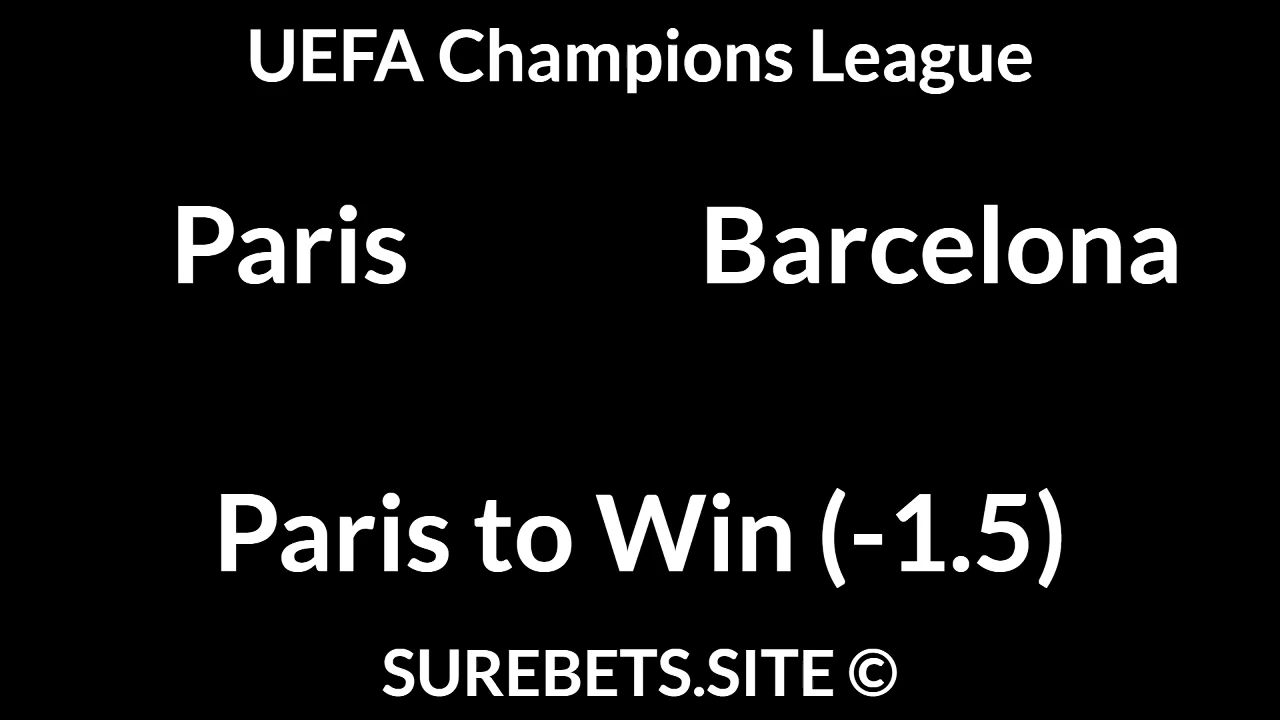 UEFA Champions League
Paris Barcelona
Paris to Win (-1.5)
SUREBETS.SITE ©